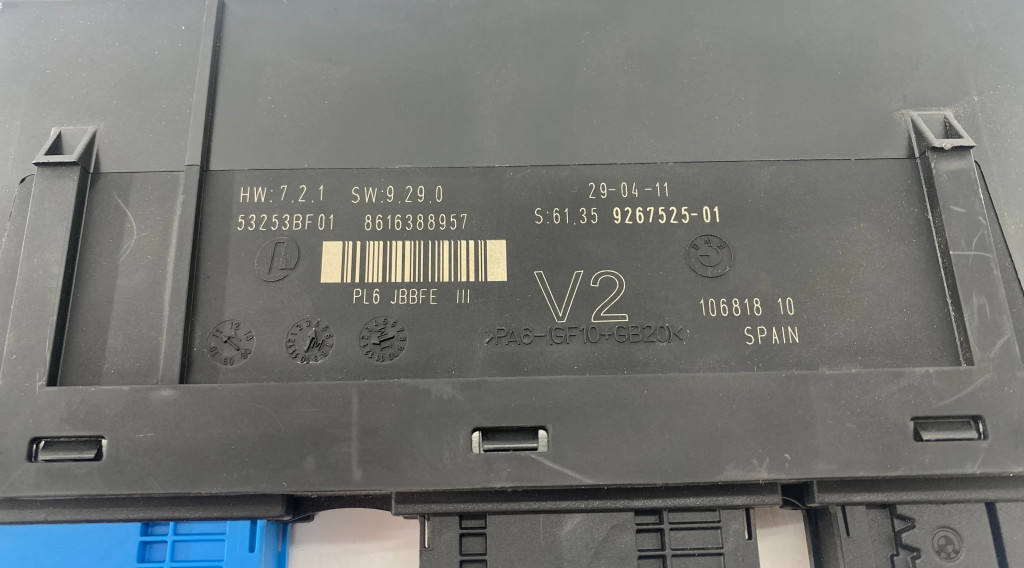 HW:7.2.1 SW:9.29.0 29-04-11
53253BF01 8616388957 S:61.35 9267525-01
PL6 JBBFE III
V2
106818 10
>PA6-(GF10+GB20)<
SPAIN